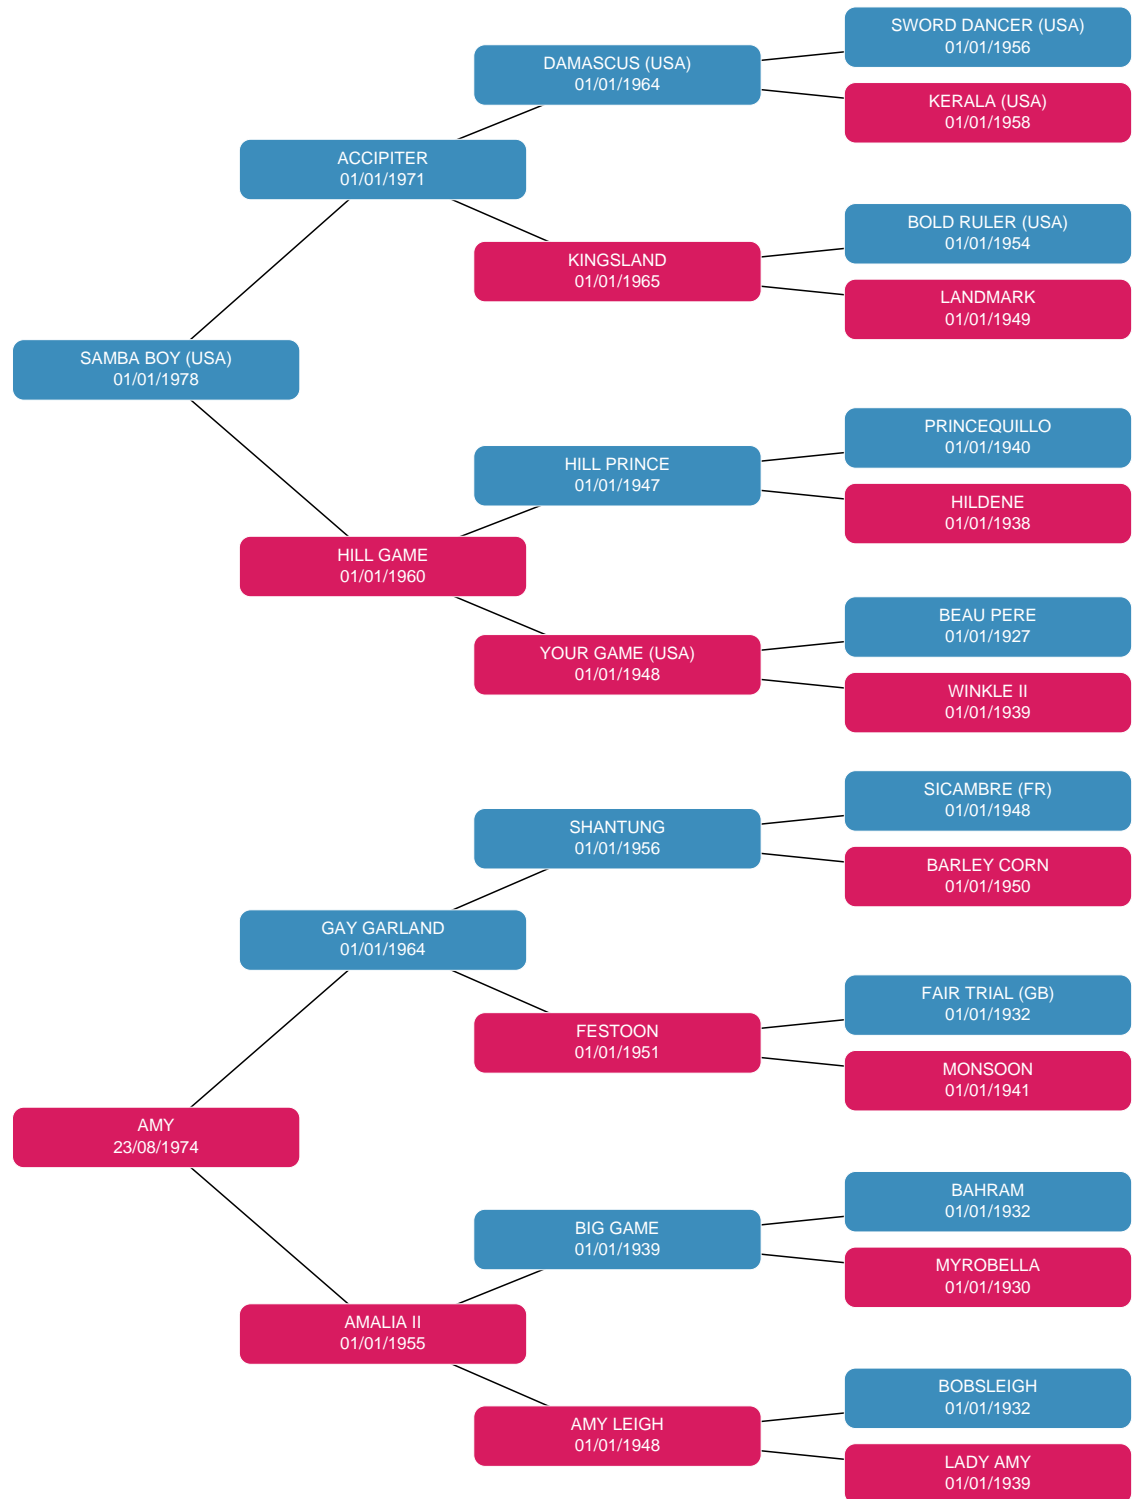 SWORD DANCER (USA)
01/01/1956
DAMASCUS (USA)
01/01/1964
KERALA (USA)
01/01/1958
ACCIPITER
01/01/1971
BOLD RULER (USA)
01/01/1954
KINGSLAND
01/01/1965
LANDMARK
01/01/1949
SAMBA BOY (USA)
01/01/1978
PRINCEQUILLO
01/01/1940
HILL PRINCE
01/01/1947
HILDENE
01/01/1938
HILL GAME
01/01/1960
BEAU PERE
01/01/1927
YOUR GAME (USA)
01/01/1948
WINKLE II
01/01/1939
SICAMBRE (FR)
01/01/1948
SHANTUNG
01/01/1956
BARLEY CORN
01/01/1950
GAY GARLAND
01/01/1964
FAIR TRIAL (GB)
01/01/1932
FESTOON
01/01/1951
MONSOON
01/01/1941
AMY
23/08/1974
BAHRAM
01/01/1932
BIG GAME
01/01/1939
MYROBELLA
01/01/1930
AMALIA II
01/01/1955
BOBSLEIGH
01/01/1932
AMY LEIGH
01/01/1948
LADY AMY
01/01/1939